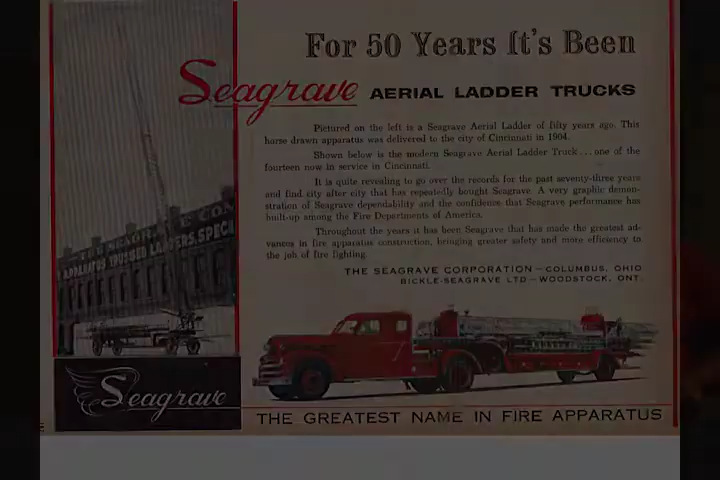 For 50 Years It's Been
Seagrave AERIAL LADDER TRUCKS
Pictured on the left is a Seagrave Aerial Ladder of fifty years ago. This
horse drawn apparatus was delivered to the city of Cincinnati in 1904.
Shown below is the modern Seagrave Aerial Ladder Truck ... one of the
fourteen now in service in Cincinnati.
It is quite revealing to go over the records for the past seventy-three years
and find city after city that has repeatedly bought Seagrave. A very graphic demon-
stration of Seagrave dependability and the confidence that Seagrave performance has
built-up among the Fire Departments of America.
Throughout the years it has been Seagrave that has made the greatest ad-
vances in fire apparatus construction, bringing greater safety and more efficiency to
the job of fire fighting.
THE SEAGRAVE CORPORATION — COLUMBUS, OHIO
BICKLE-SEAGRAVE LTD — WOODSTOCK, ONT.
THE SEAGRAVE CO.
APPARATUS TRUSSED LADDERS, SPECI
Seagrave
THE GREATEST NAME IN FIRE APPARATUS